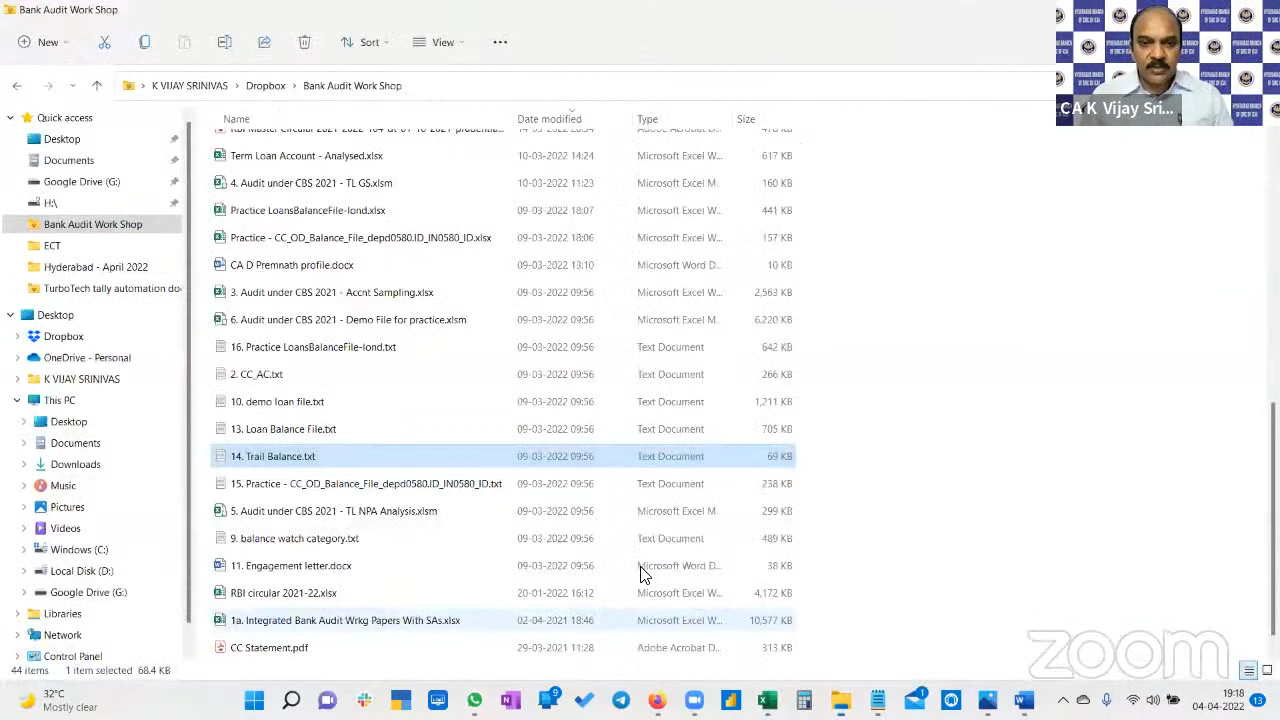 Bank Audit Work Shop
New
Sort
View
K VIJAY SRINIVAS > Dropbox > Bank Audit Work Shop
C A K Vijay Sri...
Name Date modified Type Size
Quick access
Desktop
Documents
Google Drive (G:)
H:\
Bank Audit Work Shop
ECT
Hyderabad - April 2022
TurboTech tally automation do
Desktop
Dropbox
OneDrive - Personal
K VIJAY SRINIVAS
This PC
Desktop
Documents
Downloads
Music
Pictures
Videos
Windows (C:)
Local Disk (D:)
Google Drive (G:)
Libraries
Network
Control Panel
Term Loan Account - Analysed.xlsx 10-03-2022 14:24 Microsoft Excel W... 617 KB
4. Audit under CBS 2021 - TL GS.xlsm 10-03-2022 11:23 Microsoft Excel M... 160 KB
Practice LoansBalanceFile-lond.xlsx 09-03-2022 18:07 Microsoft Excel W... 441 KB
Practice - CC_OD_Balance_File_depd0580.ID_IN0580_ID.xlsx 09-03-2022 18:06 Microsoft Excel W... 157 KB
CA D Premnath profile.docx 09-03-2022 13:10 Microsoft Word D... 10 KB
3. Audit under CBS 2021 - Accnt Sampling.xlsm 09-03-2022 09:56 Microsoft Excel M... 2,563 KB
6. Audit under CBS 2021 - Demo File for practice.xlsm 09-03-2022 09:56 Microsoft Excel M... 6,220 KB
16. Practice LoansBalanceFile-lond.txt 09-03-2022 09:56 Text Document 642 KB
2. CC_AC.txt 09-03-2022 09:56 Text Document 266 KB
10. demo loan file.txt 09-03-2022 09:56 Text Document 1,211 KB
13. Loan Balance File.txt 09-03-2022 09:56 Text Document 705 KB
14. Trail Balance.txt 09-03-2022 09:56 Text Document 69 KB
15. Practice - CC_OD_Balance_File_depd0580.ID_IN0580_ID.txt 09-03-2022 09:56 Text Document 238 KB
5. Audit under CBS 2021 - TL NPA Analysis.xlsm 09-03-2022 09:56 Microsoft Excel M... 299 KB
9. balance watch category.txt 09-03-2022 09:56 Text Document 489 KB
11. Engagement letter.docx 09-03-2022 09:56 Microsoft Word D... 38 KB
RBI circular 2021-22.xlsx 20-01-2022 16:12 Microsoft Excel W... 4,172 KB
1a. Integrated Bank Audit Wrkg Papers With SAs.xlsx 02-04-2021 18:46 Microsoft Excel W... 10,577 KB
CC Statement.pdf 29-03-2021 11:28 Adobe Acrobat D... 313 KB
zoom
44 items 1 item selected 68.4 KB
32°C
Mostly clear
9
1
19:18
04-04-2022
13